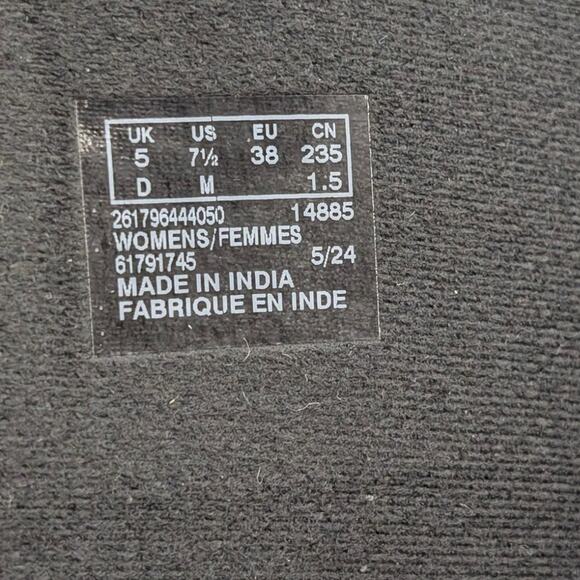 UK US EU CN
5 7½ 38 235
D M 1.5
261796444050 14885
WOMENS/FEMMES
61791745 5/24
MADE IN INDIA
FABRIQUE EN INDE